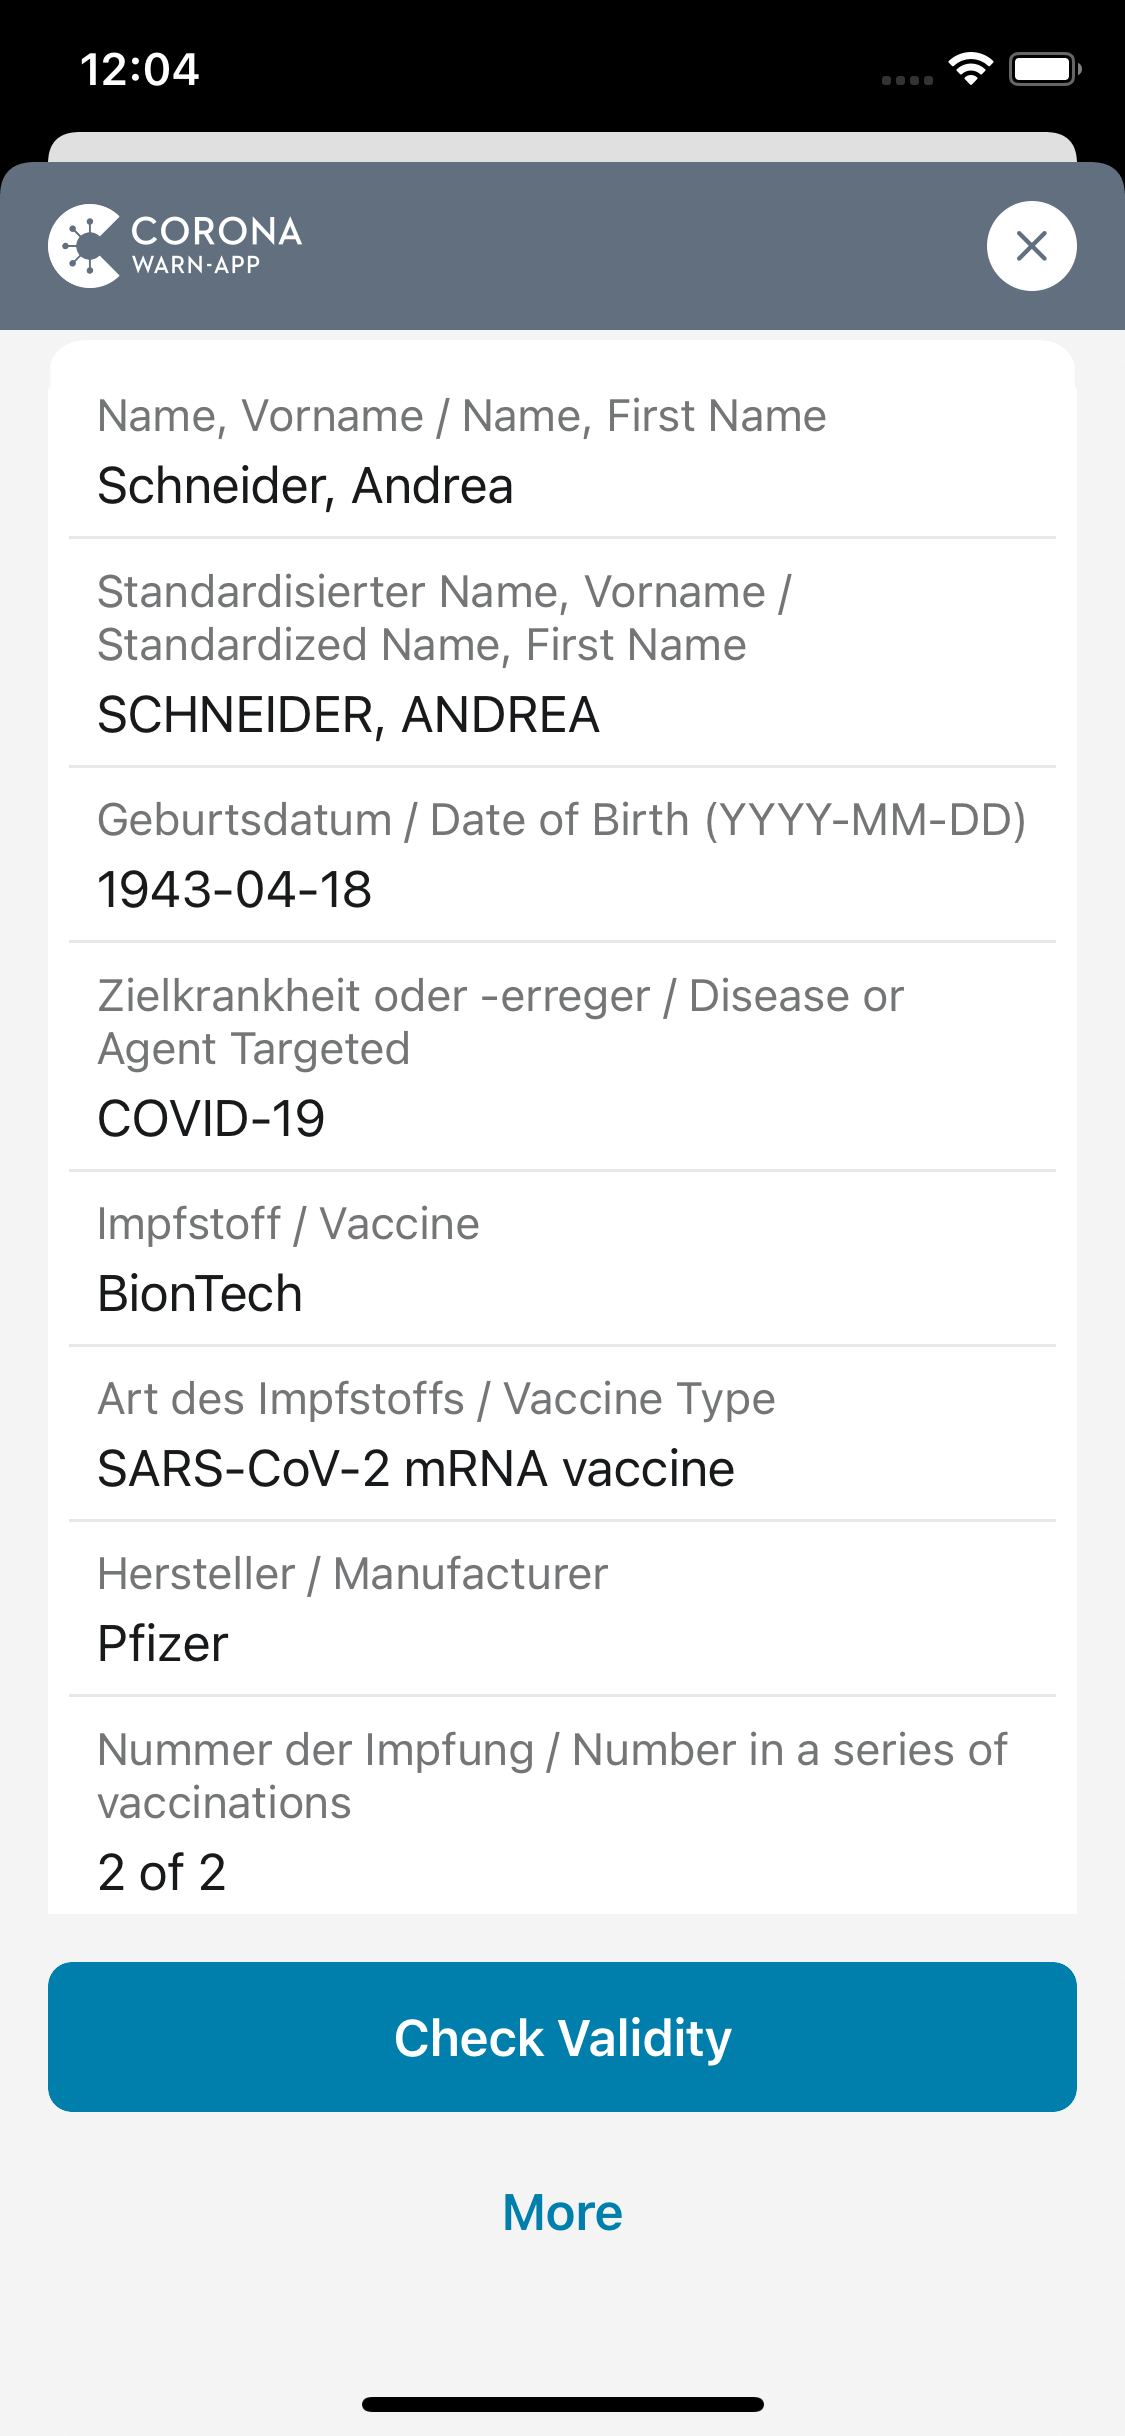 12:04
CORONA
WARN-APP
Name, Vorname / Name, First Name
Schneider, Andrea
Standardisierter Name, Vorname /
Standardized Name, First Name
SCHNEIDER, ANDREA
Geburtsdatum / Date of Birth (YYYY-MM-DD)
1943-04-18
Zielkrankheit oder -erreger / Disease or
Agent Targeted
COVID-19
Impfstoff / Vaccine
BionTech
Art des Impfstoffs / Vaccine Type
SARS-CoV-2 mRNA vaccine
Hersteller / Manufacturer
Pfizer
Nummer der Impfung / Number in a series of
vaccinations
2 of 2
Check Validity
More